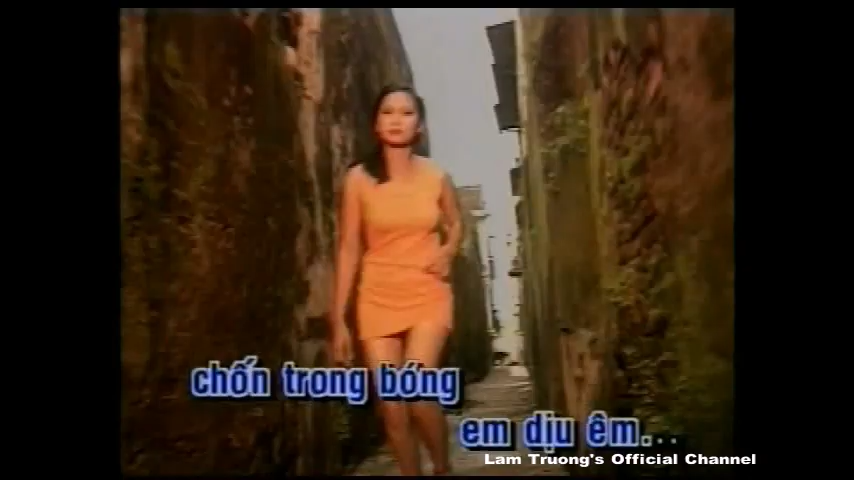 chốn trong bóng
em dịu êm...
Lam Truong's Official Channel